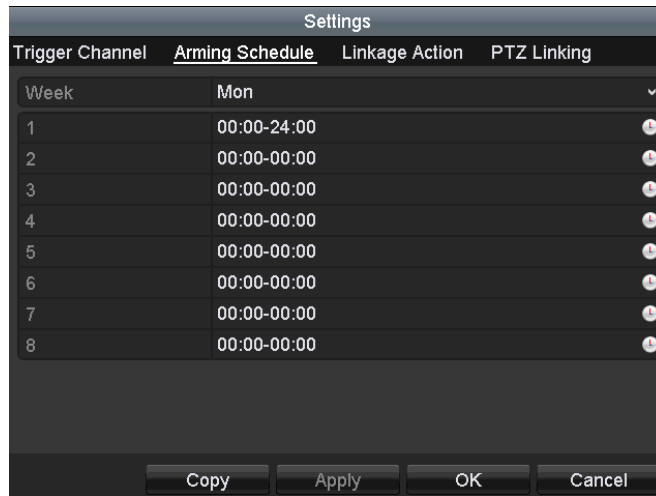 Settings
Trigger Channel Arming Schedule Linkage Action PTZ Linking
Week Mon
1 00:00-24:00
2 00:00-00:00
3 00:00-00:00
4 00:00-00:00
5 00:00-00:00
6 00:00-00:00
7 00:00-00:00
8 00:00-00:00
Copy Apply OK Cancel